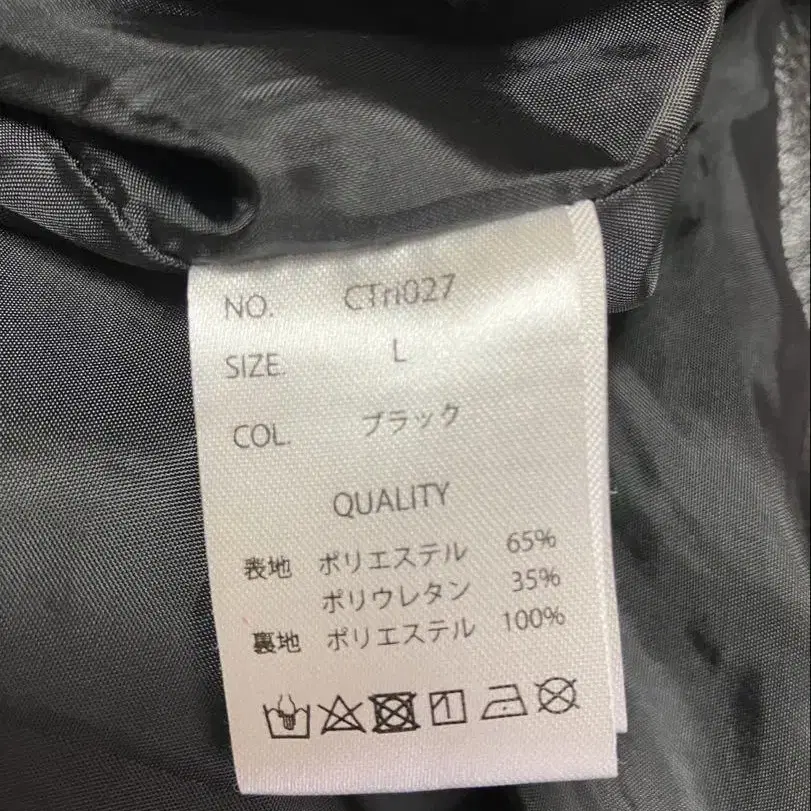 NO. CTri027
SIZE. L
COL. ブラック
QUALITY
表地 ポリエステル 65%
ポリウレタン 35%
裏地 ポリエステル 100%